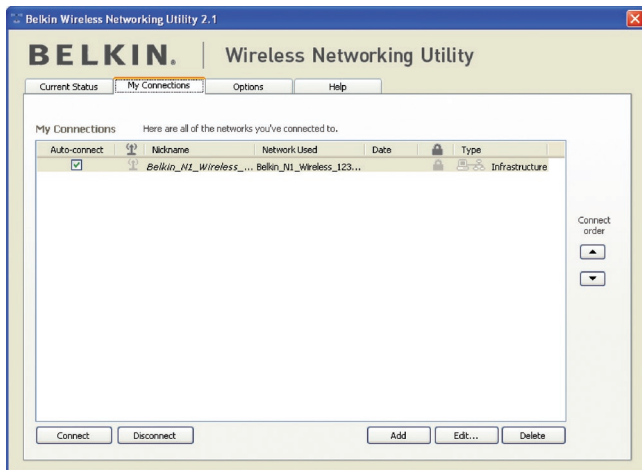 Belkin Wireless Networking Utility 2.1
BELKIN. | Wireless Networking Utility
Current Status My Connections Options Help
My Connections Here are all of the networks you've connected to.
Auto-connect Nickname Network Used Date Type
Belkin_N1_Wireless_... Belkin_N1_Wireless_123... Infrastructure
Connect
order
Connect Disconnect Add Edit... Delete